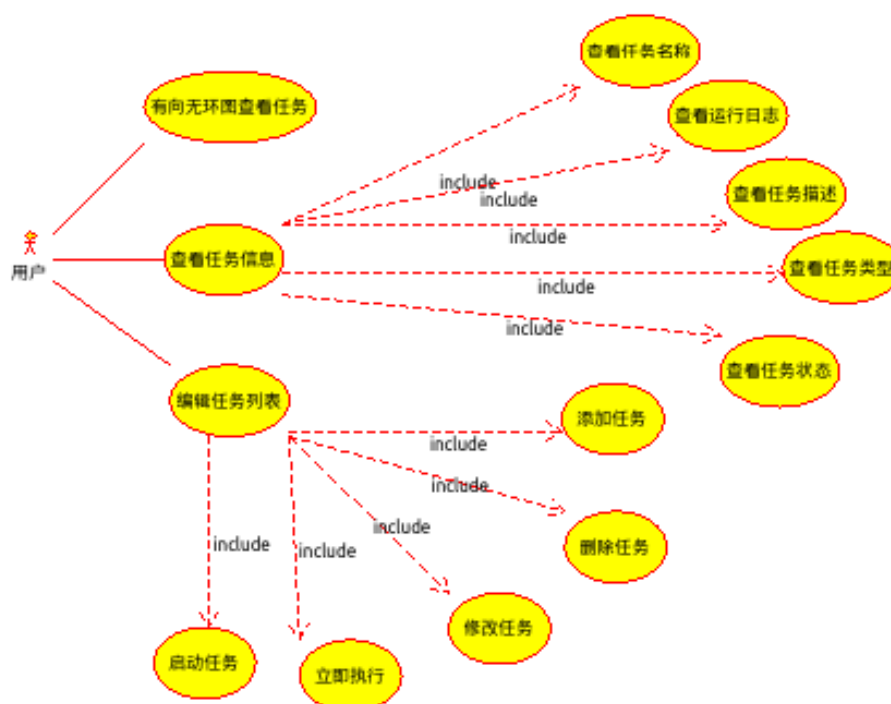 查看任务名称
有向无环图查看任务
查看运行日志
include
include
查看任务描述
include
用户
查看任务信息
查看任务类型
include
include
查看任务状态
编辑任务列表
添加任务
include
include
include
include
include
删除任务
修改任务
启动任务
立即执行